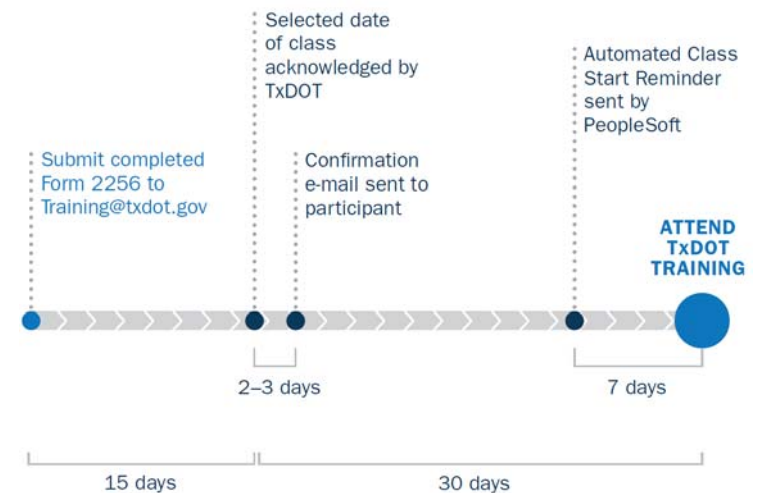 Selected date
of class
acknowledged by
TxDOT
Automated Class
Start Reminder
sent by
PeopleSoft
Submit completed
Form 2256 to
Training@txdot.gov
Confirmation
e-mail sent to
participant
ATTEND
TxDOT
TRAINING
2–3 days
7 days
15 days
30 days